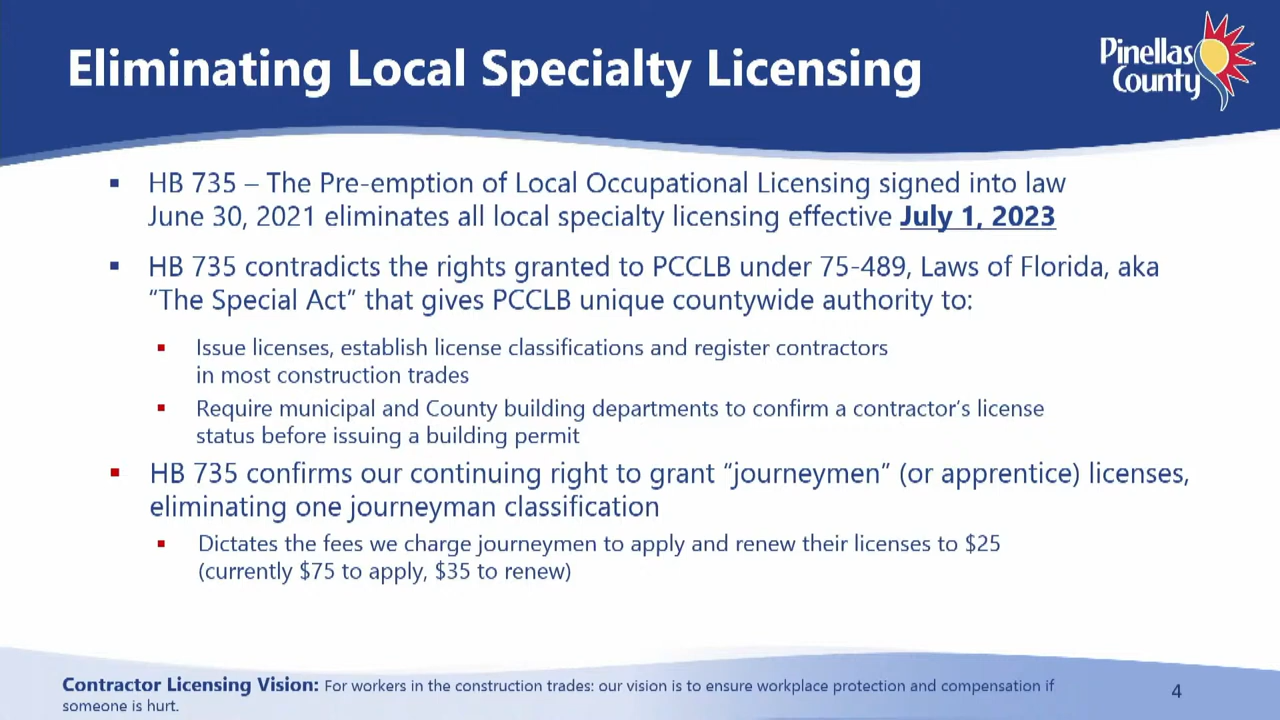 Eliminating Local Specialty Licensing
Pinellas
County
▪ HB 735 – The Pre-emption of Local Occupational Licensing signed into law
June 30, 2021 eliminates all local specialty licensing effective July 1, 2023
▪ HB 735 contradicts the rights granted to PCCLB under 75-489, Laws of Florida, aka
“The Special Act” that gives PCCLB unique countywide authority to:
▪ Issue licenses, establish license classifications and register contractors
in most construction trades
▪ Require municipal and County building departments to confirm a contractor’s license
status before issuing a building permit
▪ HB 735 confirms our continuing right to grant “journeymen” (or apprentice) licenses,
eliminating one journeyman classification
▪ Dictates the fees we charge journeymen to apply and renew their licenses to $25
(currently $75 to apply, $35 to renew)
Contractor Licensing Vision: For workers in the construction trades: our vision is to ensure workplace protection and compensation if
someone is hurt.
4